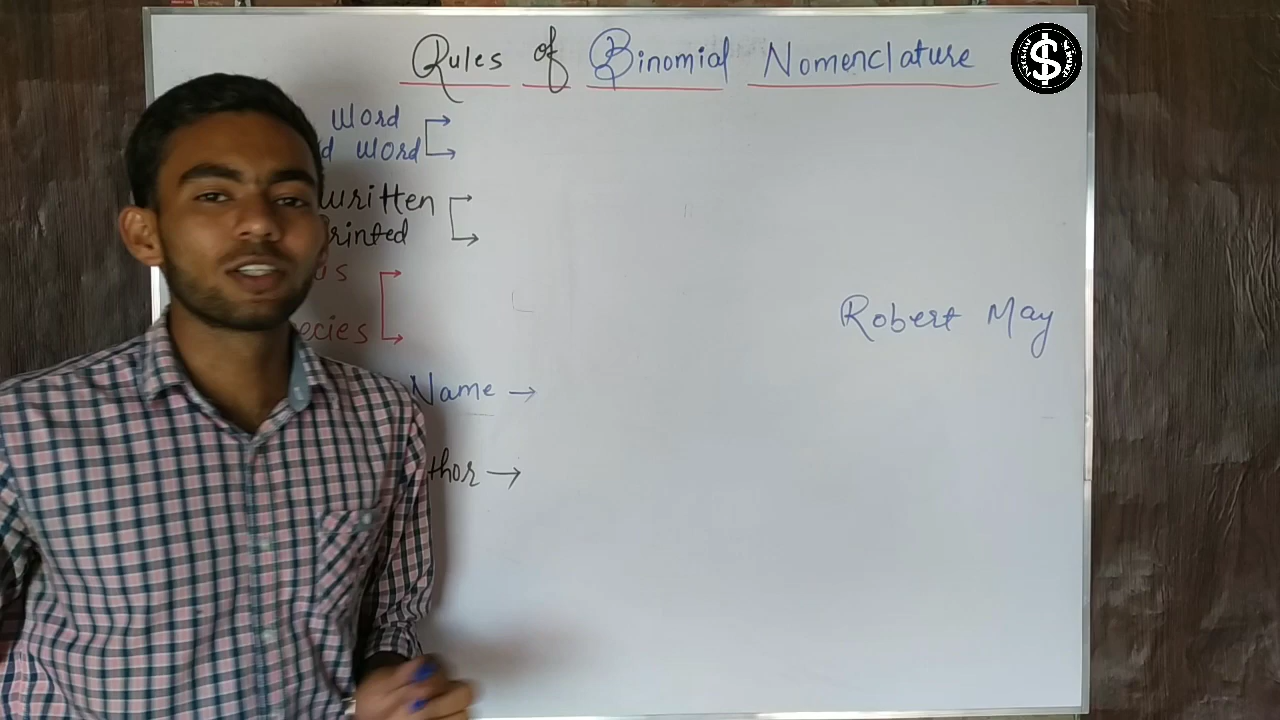 Rules of Binomial Nomenclature
Word
d Word
written
rinted
us
ecies
Robert May
Name
thor